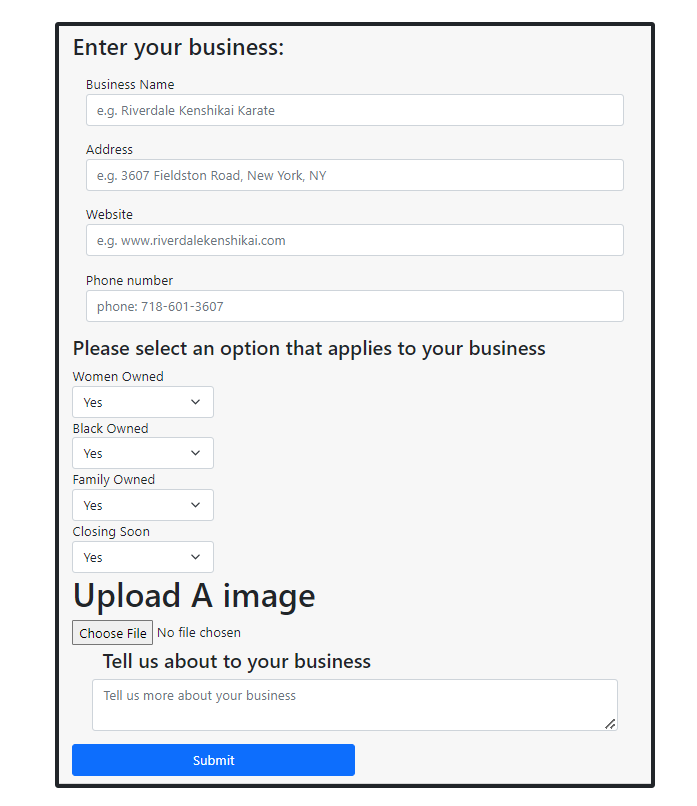 Enter your business:
Business Name
e.g. Riverdale Kenshikai Karate
Address
e.g. 3607 Fieldston Road, New York, NY
Website
e.g. www.riverdalekenshikai.com
Phone number
phone: 718-601-3607
Please select an option that applies to your business
Women Owned
Yes
Black Owned
Yes
Family Owned
Yes
Closing Soon
Yes
Upload A image
Choose File No file chosen
Tell us about to your business
Tell us more about your business
Submit